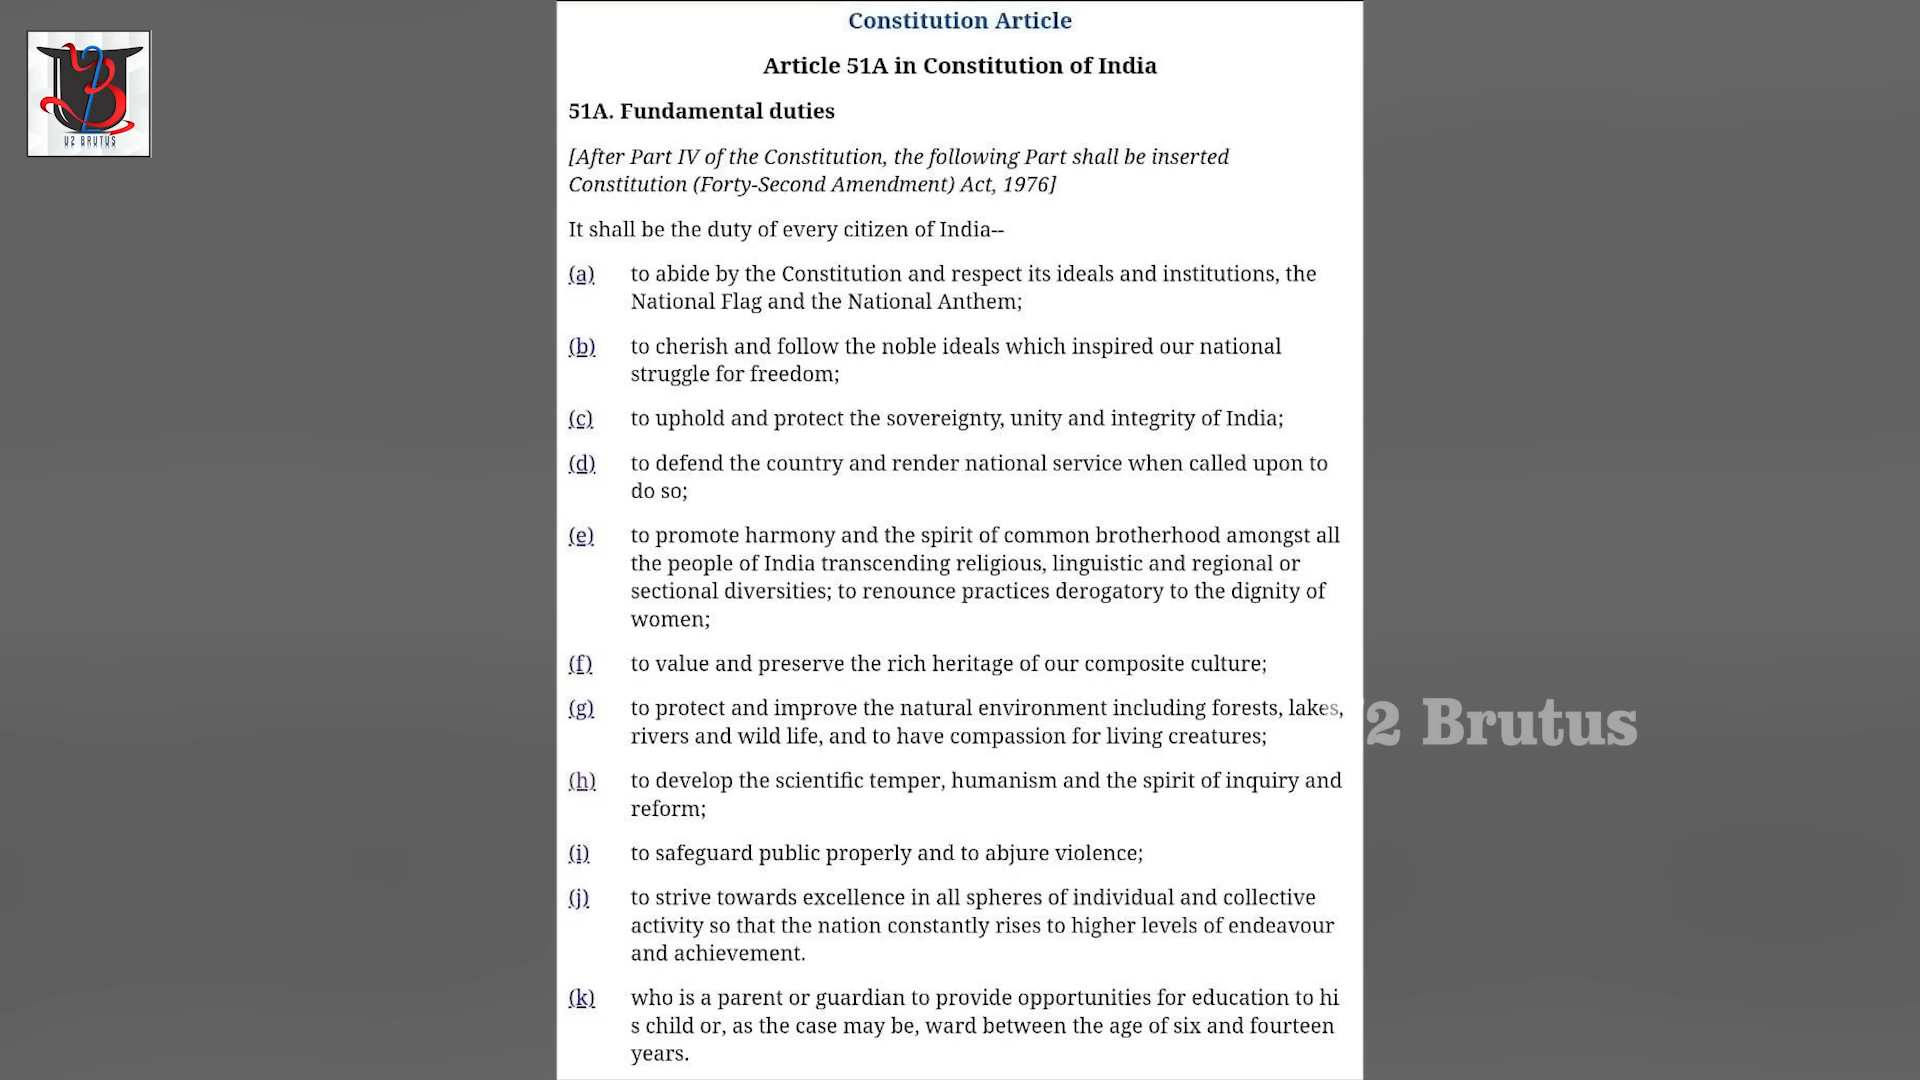 U2 BRUTUS
Constitution Article
Article 51A in Constitution of India
51A. Fundamental duties
[After Part IV of the Constitution, the following Part shall be inserted
Constitution (Forty-Second Amendment) Act, 1976]
It shall be the duty of every citizen of India--
(a) to abide by the Constitution and respect its ideals and institutions, the
National Flag and the National Anthem;
(b) to cherish and follow the noble ideals which inspired our national
struggle for freedom;
(c) to uphold and protect the sovereignty, unity and integrity of India;
(d) to defend the country and render national service when called upon to
do so;
(e) to promote harmony and the spirit of common brotherhood amongst all
the people of India transcending religious, linguistic and regional or
sectional diversities; to renounce practices derogatory to the dignity of
women;
(f) to value and preserve the rich heritage of our composite culture;
(g) to protect and improve the natural environment including forests, lakes,
rivers and wild life, and to have compassion for living creatures;
2 Brutus
(h) to develop the scientific temper, humanism and the spirit of inquiry and
reform;
(i) to safeguard public properly and to abjure violence;
(j) to strive towards excellence in all spheres of individual and collective
activity so that the nation constantly rises to higher levels of endeavour
and achievement.
(k) who is a parent or guardian to provide opportunities for education to hi
s child or, as the case may be, ward between the age of six and fourteen
years.